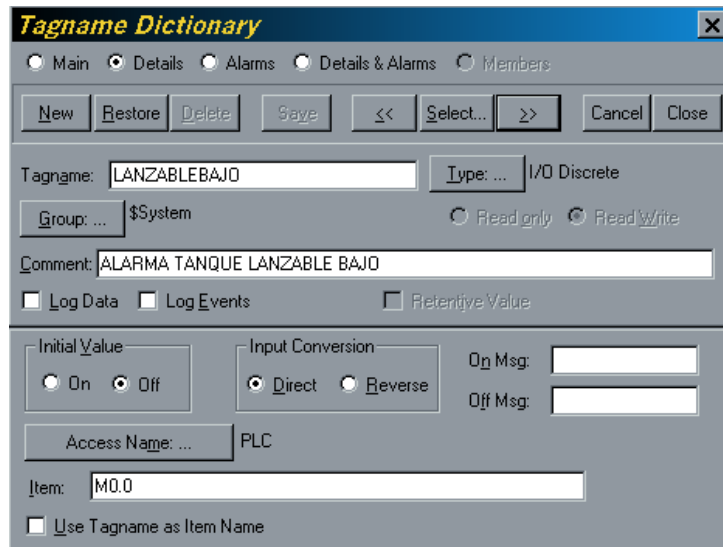 Tagname Dictionary
Main Details Alarms Details & Alarms Members
New Restore Delete Save << Select... >> Cancel Close
Tagname: LANZABLEBAJO Type: ... I/O Discrete
Group: ... $System Read only Read Write
Comment: ALARMA TANQUE LANZABLE BAJO
Log Data Log Events Retentive Value
Initial Value Input Conversion
On Msg:
On Off Direct Reverse
Off Msg:
Access Name: ... PLC
Item: M0.0
Use Tagname as Item Name